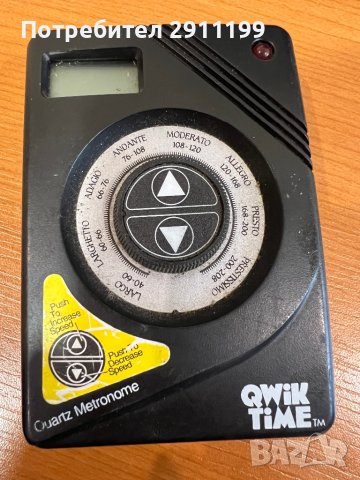 Потребител 2911199
LARGO
40-60
LARGHETTO
60-66
ADAGIO
66-76
ANDANTE
76-108
MODERATO
108-120
ALLEGRO
120-168
PRESTO
168-200
PRESTISSIMO
200-208
Push
To
Increase
Speed
Push To
Decrease
Speed
Quartz Metronome
QWIK
TIME TM
bazar